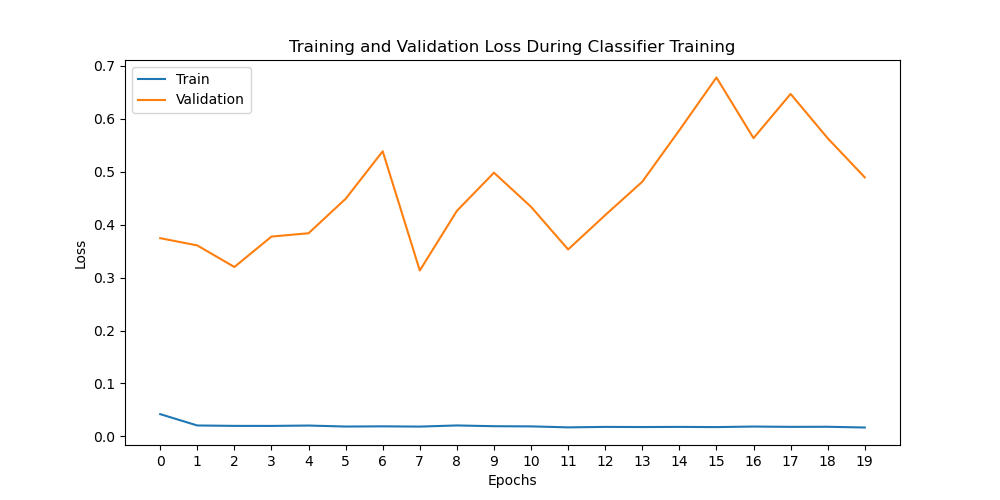 Training and Validation Loss During Classifier Training
Train
Validation
0.7
0.6
0.5
0.4
0.3
0.2
0.1
0.0
Loss
0 1 2 3 4 5 6 7 8 9 10 11 12 13 14 15 16 17 18 19
Epochs